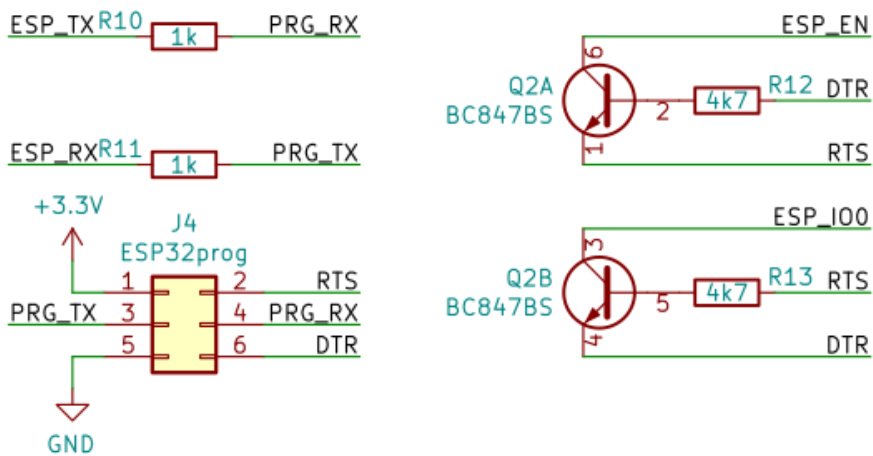 ESP_TX R10 1k PRG_RX
ESP_RX R11 1k PRG_TX
+3.3V
J4
ESP32prog
1 2 RTS
PRG_TX 3 4 PRG_RX
5 6 DTR
GND
ESP_EN
6
Q2A
BC847BS
2 4k7 R12 DTR
1
RTS
ESP_IO0
3
Q2B
BC847BS
5 4k7 R13 RTS
4
DTR